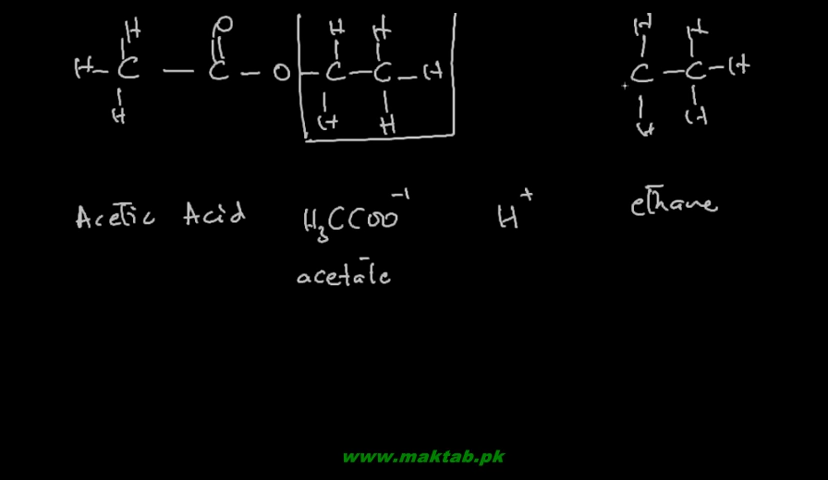 H H H H H
O
H C C O C C H C C H
H H H H H
Acetic Acid H₃CCOO⁻¹ H⁺ ethane
acetate
www.maktab.pk